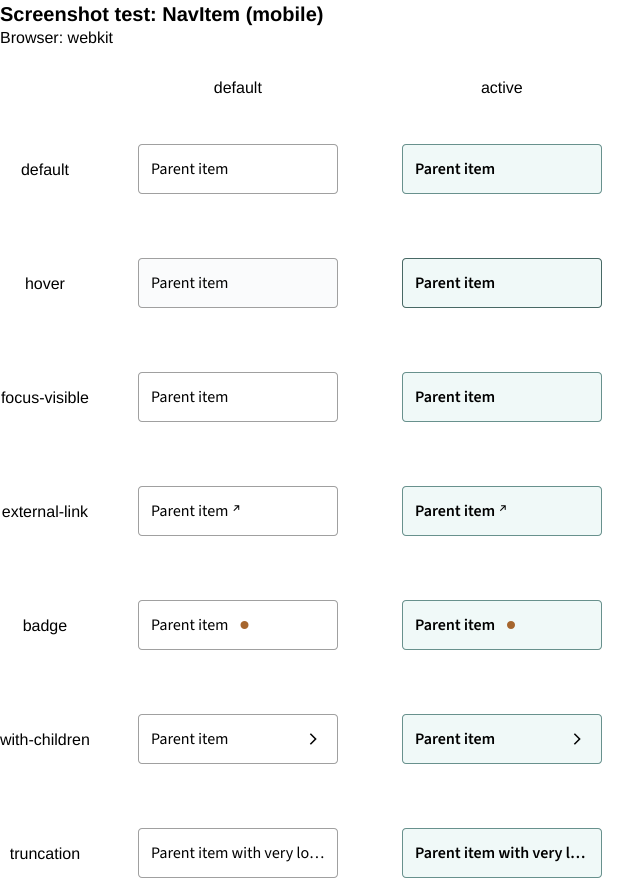 Screenshot test: NavItem (mobile)
Browser: webkit
default active
default Parent item Parent item
hover Parent item Parent item
focus-visible Parent item Parent item
external-link Parent item ↗ Parent item ↗
badge Parent item Parent item
with-children Parent item Parent item
truncation Parent item with very lo… Parent item with very l…